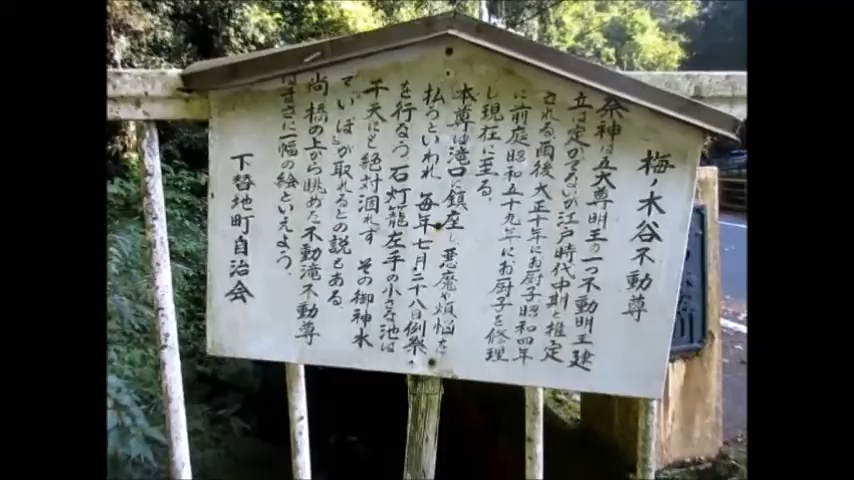 梅ノ木谷不動尊
祭神は五大尊明王の一つ不動明王建
立は定かでないが江戸時代中期と推定
される雨後大正十年にお厨子を昭和四年
に前庭昭和五十九年にお厨子を修理
し現在に至る。
本尊は滝口に鎮座し悪魔や煩悩を
払うといわれ毎年七月二十八日例祭
を行なう。石灯籠左手の小さな池は
干天にも絶対涸れず。その御神水
でいぼが取れるとの説もある。
尚橋の上から眺めた不動滝不動尊
はまさに一幅の絵といえよう。
下替地町自治会